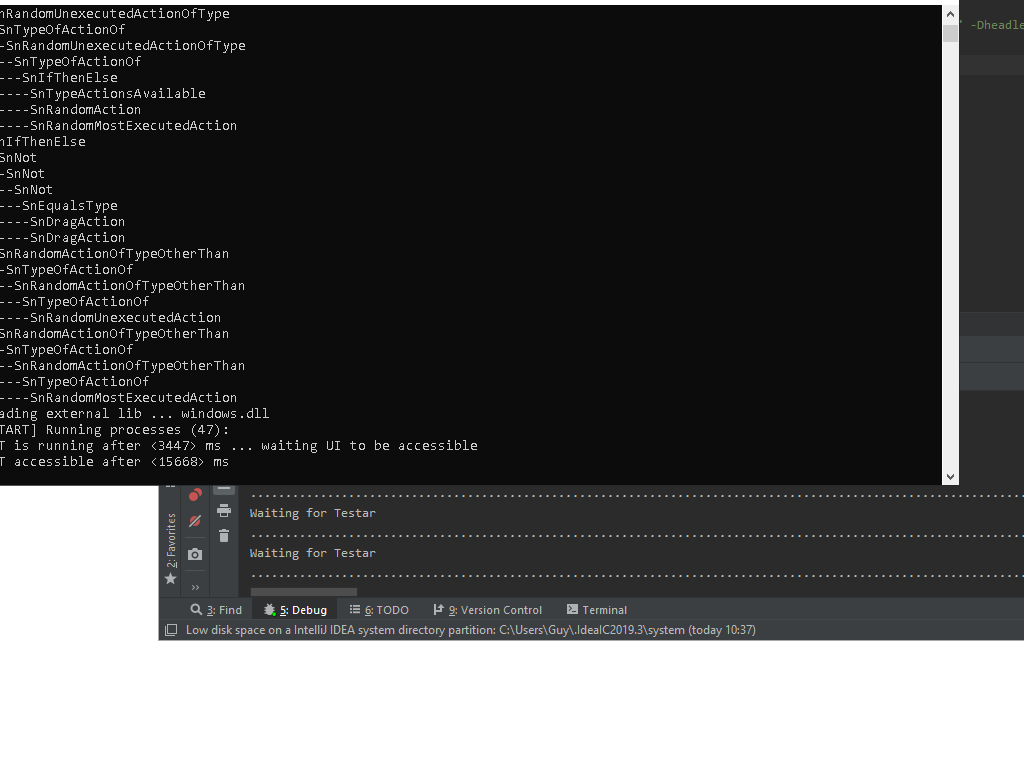 nRandomUnexecutedActionOfType
SnTypeOfActionOf
-SnRandomUnexecutedActionOfType
--SnTypeOfActionOf
---SnIfThenElse
----SnTypeActionsAvailable
----SnRandomAction
----SnRandomMostExecutedAction
nIfThenElse
SnNot
-SnNot
--SnNot
---SnEqualsType
----SnDragAction
----SnDragAction
SnRandomActionOfTypeOtherThan
-SnTypeOfActionOf
--SnRandomActionOfTypeOtherThan
---SnTypeOfActionOf
----SnRandomUnexecutedAction
SnRandomActionOfTypeOtherThan
-SnTypeOfActionOf
--SnRandomActionOfTypeOtherThan
---SnTypeOfActionOf
----SnRandomMostExecutedAction
ading external lib ... windows.dll
TART] Running processes (47):
T is running after <3447> ms ... waiting UI to be accessible
T accessible after <15668> ms
' -Dheadle
Waiting for Testar
Waiting for Testar
2: Favorites
3: Find 5: Debug 6: TODO 9: Version Control Terminal
Low disk space on a IntelliJ IDEA system directory partition: C:\Users\Guy\.IdeaIC2019.3\system (today 10:37)